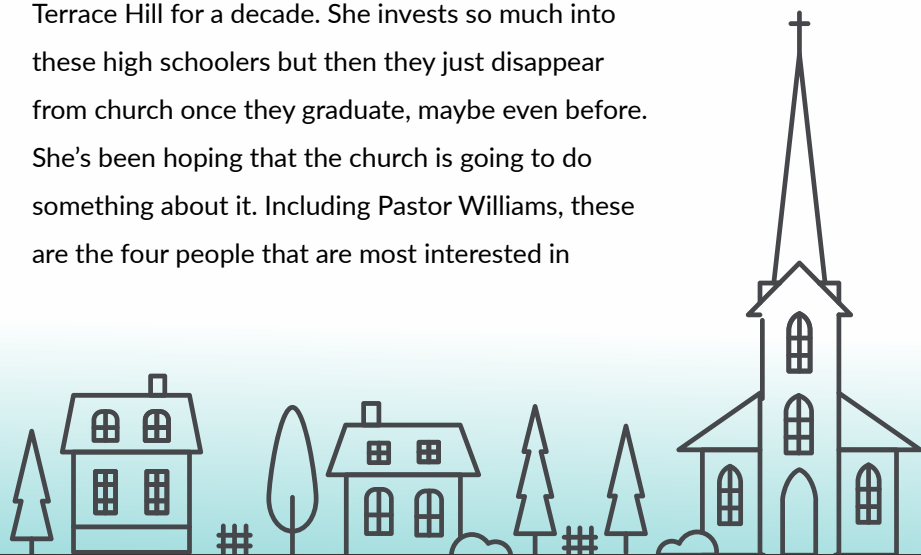 Terrace Hill for a decade. She invests so much into
these high schoolers but then they just disappear
from church once they graduate, maybe even before.
She’s been hoping that the church is going to do
something about it. Including Pastor Williams, these
are the four people that are most interested in